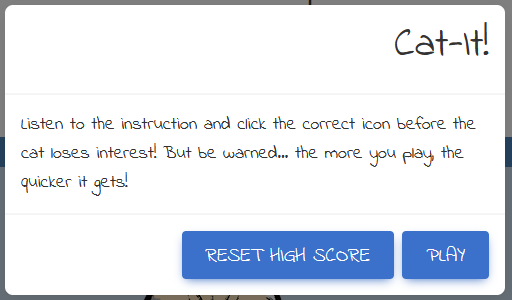 Cat-It!
Listen to the instruction and click the correct icon before the
cat loses interest! But be warned... the more you play, the
quicker it gets!
RESET HIGH SCORE
PLAY